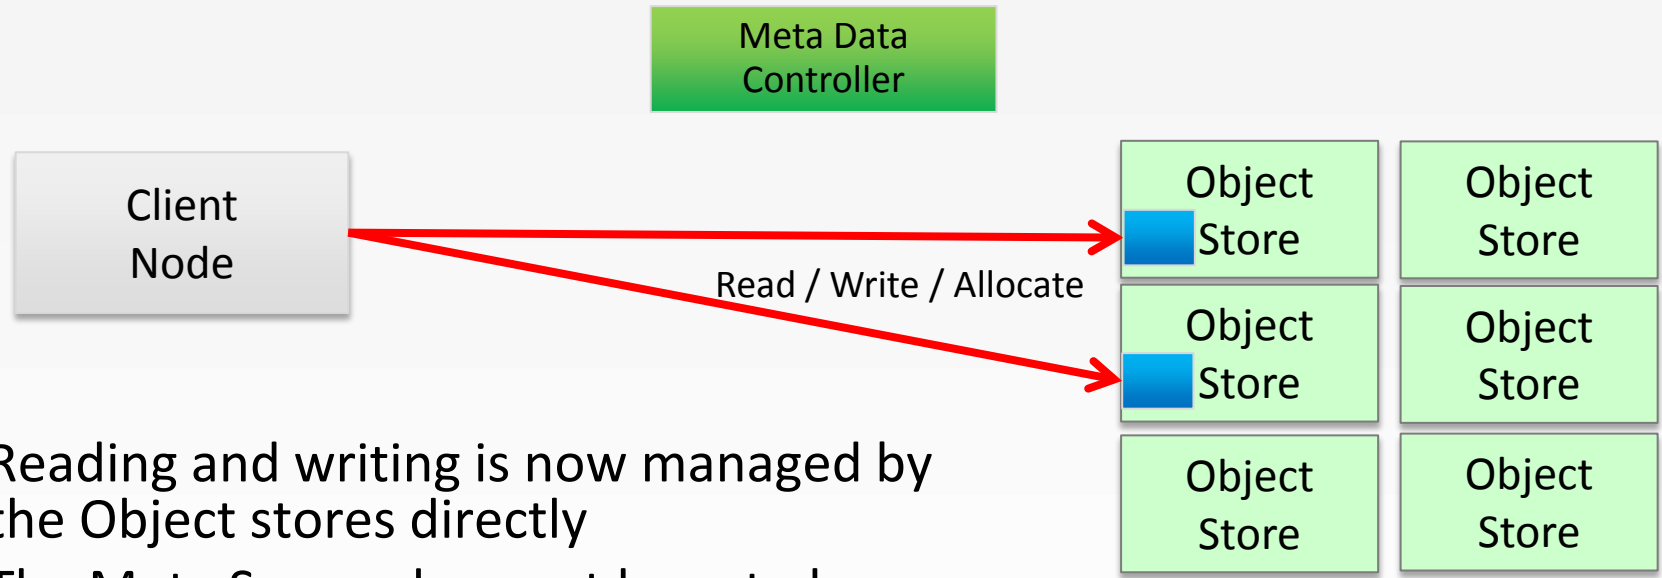 Meta Data
Controller
Client
Node
Read / Write / Allocate
Object
Store
Object
Store
Object
Store
Object
Store
Object
Store
Object
Store
Reading and writing is now managed by
the Object stores directly